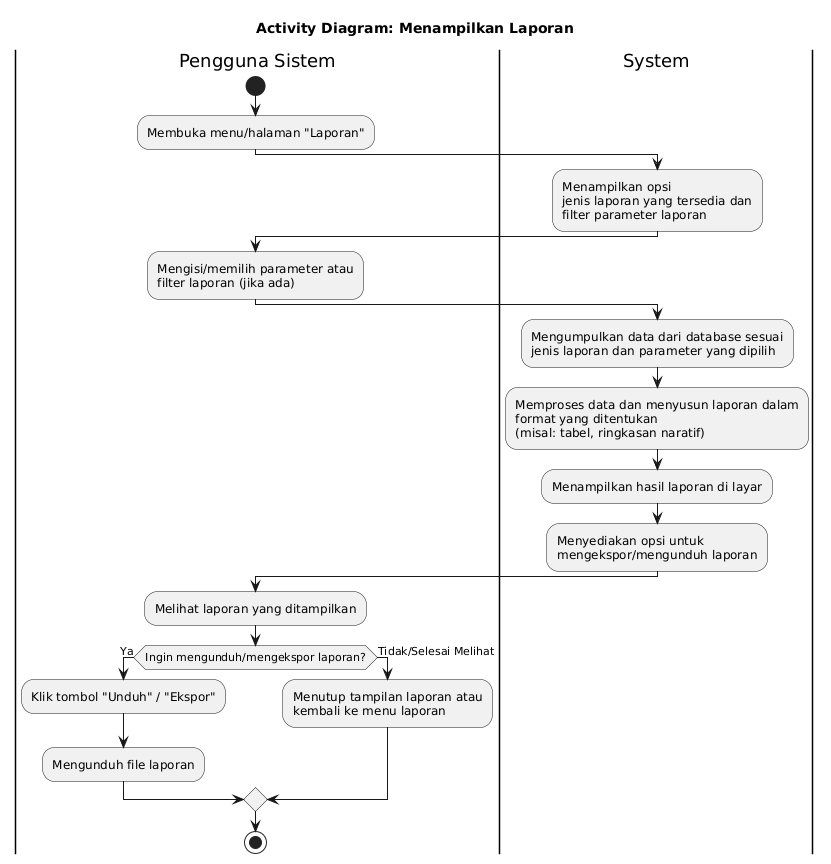 Activity Diagram: Menampilkan Laporan
Pengguna Sistem
System
Membuka menu/halaman "Laporan"
Menampilkan opsi
jenis laporan yang tersedia dan
filter parameter laporan
Mengisi/memilih parameter atau
filter laporan (jika ada)
Mengumpulkan data dari database sesuai
jenis laporan dan parameter yang dipilih
Memproses data dan menyusun laporan dalam
format yang ditentukan
(misal: tabel, ringkasan naratif)
Menampilkan hasil laporan di layar
Menyediakan opsi untuk
mengekspor/mengunduh laporan
Melihat laporan yang ditampilkan
Ya
Ingin mengunduh/mengekspor laporan?
Tidak/Selesai Melihat
Klik tombol "Unduh" / "Ekspor"
Mengunduh file laporan
Menutup tampilan laporan atau
kembali ke menu laporan